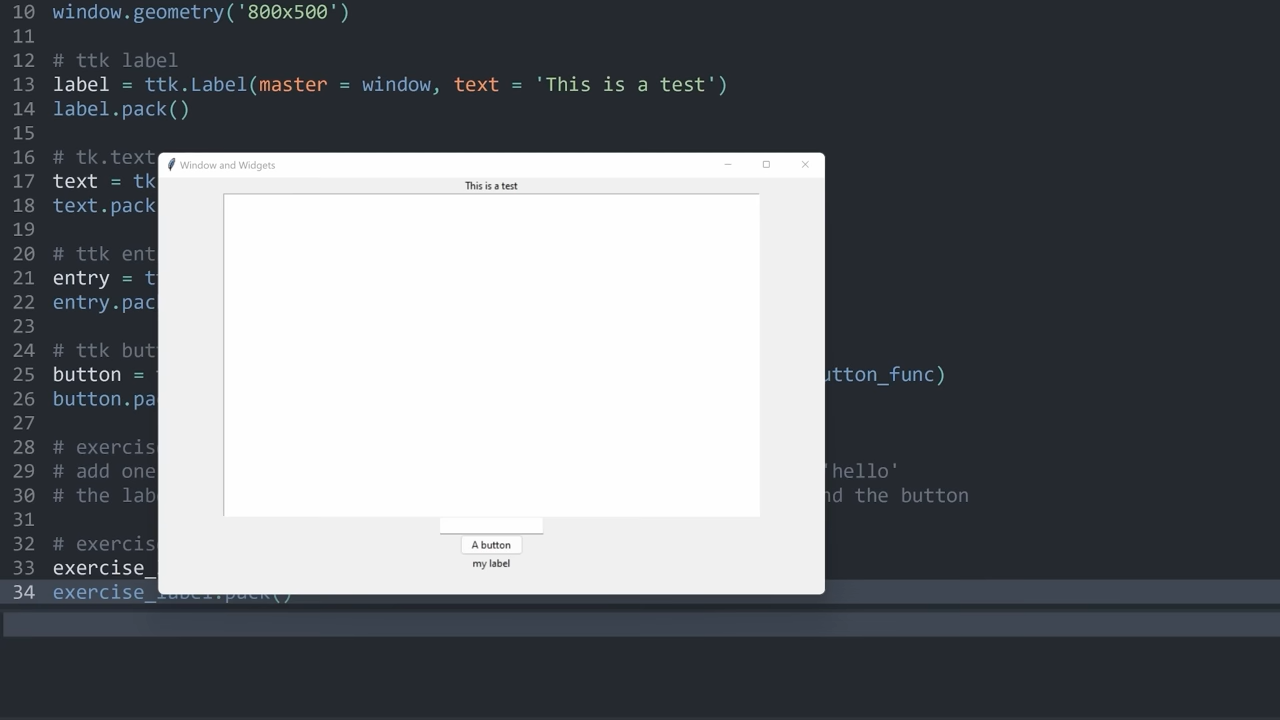 10 window.geometry('800x500')
11
12 # ttk label
13 label = ttk.Label(master = window, text = 'This is a test')
14 label.pack()
15
16 # tk.text
17 text = tk
18 text.pack
19
20 # ttk ent
21 entry = tt
22 entry.pac
23
24 # ttk but
25 button = utton_func)
26 button.pa
27
28 # exercis
29 # add one 'hello'
30 # the lab nd the button
31
32 # exercis
33 exercise_
34 exercise_label.pack()
Window and Widgets
This is a test
A button
my label